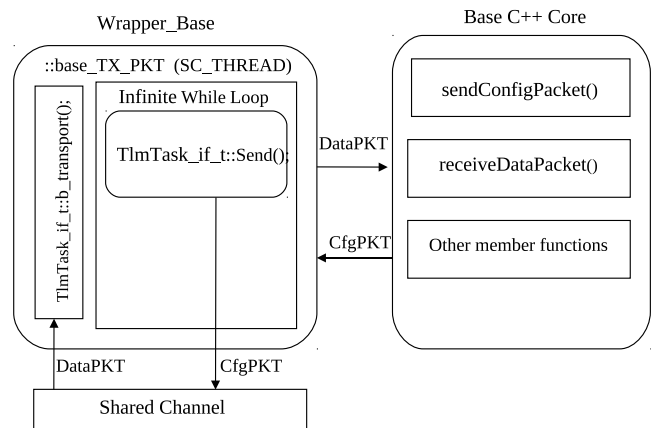 Wrapper_Base
Base C++ Core
::base_TX_PKT (SC_THREAD)
Infinite While Loop
TlmTask_if_t::b_transport();
TlmTask_if_t::Send();
DataPKT
CfgPKT
sendConfigPacket()
receiveDataPacket()
Other member functions
DataPKT
CfgPKT
Shared Channel